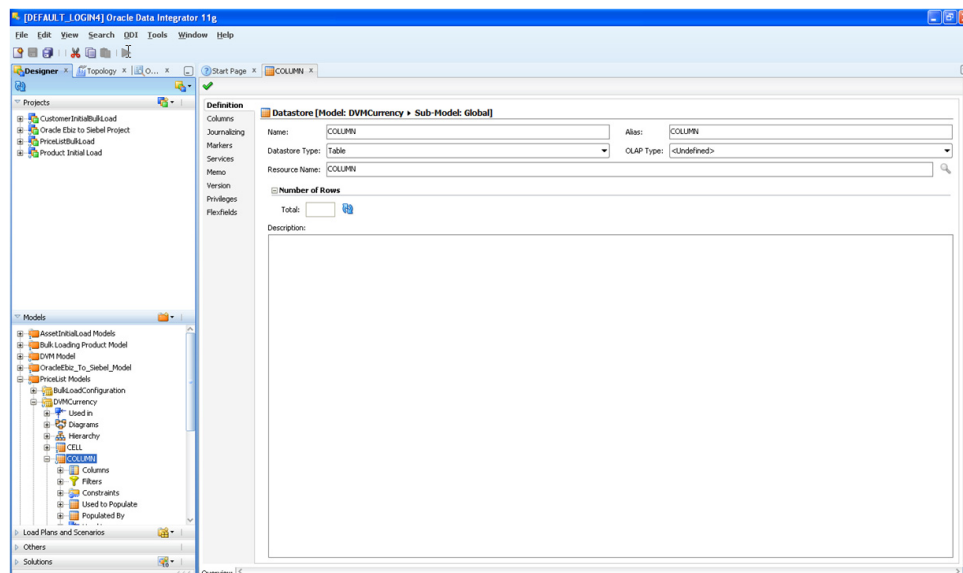 [DEFAULT_LOGIN4] Oracle Data Integrator 11g
File Edit View Search ODI Tools Window Help
Designer Topology O... Start Page COLUMN
Projects
CustomerInitialBulkLoad
Oracle Ebiz to Siebel Project
PriceListBulkLoad
Product Initial Load
Models
AssetInitialLoad Models
Bulk Loading Product Model
DVM Model
OracleEbiz_To_Siebel_Model
PriceList Models
BulkLoadConfiguration
DVMCurrency
Used in
Diagrams
Hierarchy
CELL
COLUMN
Columns
Filters
Constraints
Used to Populate
Populated By
Load Plans and Scenarios
Others
Solutions
Definition
Columns
Journalizing
Markers
Services
Memo
Version
Privileges
Flexfields
Datastore [Model: DVMCurrency ▸ Sub-Model: Global]
Name: COLUMN Alias: COLUMN
Datastore Type: Table OLAP Type: <Undefined>
Resource Name: COLUMN
Number of Rows
Total:
Description: